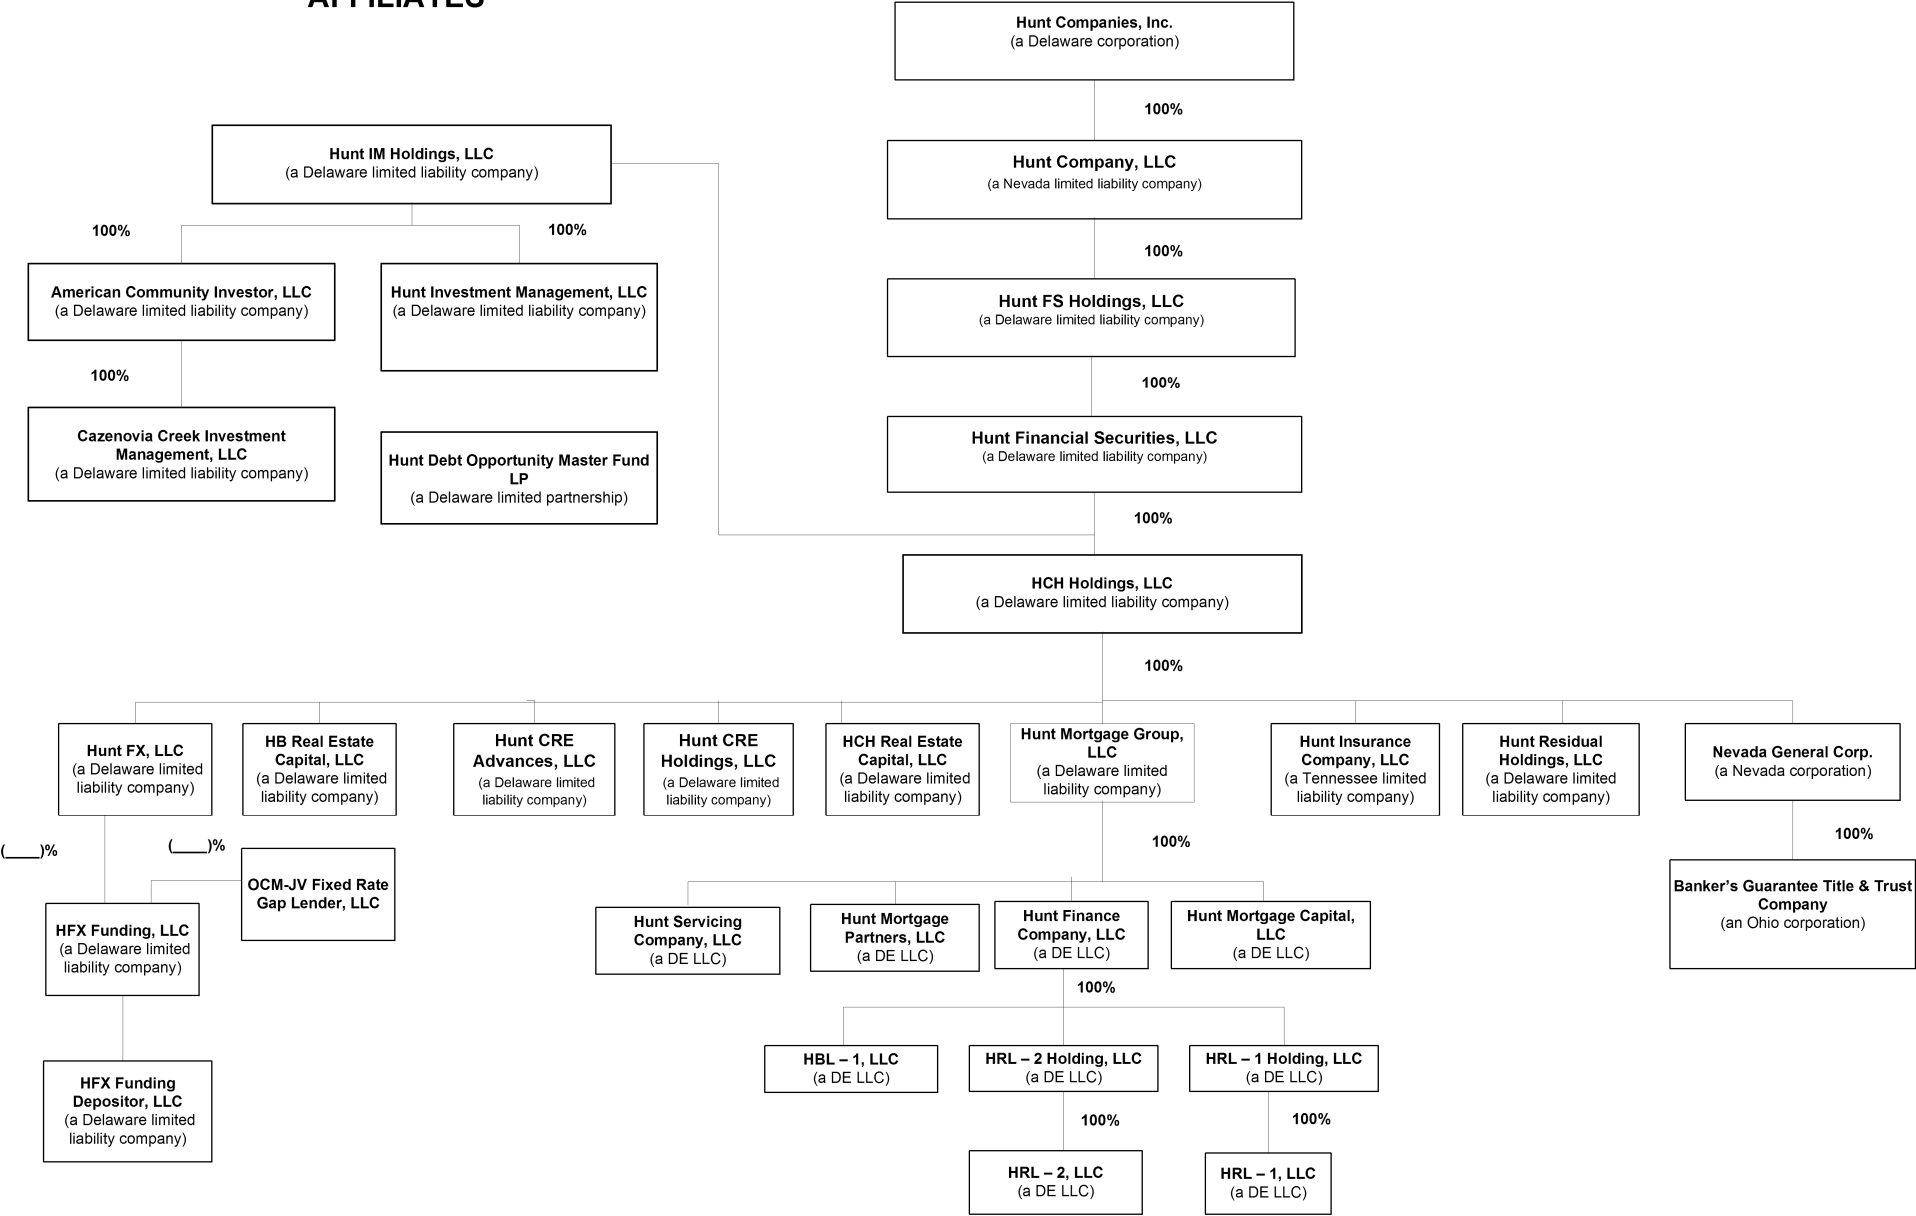 AFFILIATES
Hunt Companies, Inc.
(a Delaware corporation)
100%
Hunt IM Holdings, LLC
(a Delaware limited liability company)
Hunt Company, LLC
(a Nevada limited liability company)
100%
100%
100%
American Community Investor, LLC
(a Delaware limited liability company)
Hunt Investment Management, LLC
(a Delaware limited liability company)
Hunt FS Holdings, LLC
(a Delaware limited liability company)
100%
100%
Cazenovia Creek Investment
Management, LLC
(a Delaware limited liability company)
Hunt Debt Opportunity Master Fund
LP
(a Delaware limited partnership)
Hunt Financial Securities, LLC
(a Delaware limited liability company)
100%
HCH Holdings, LLC
(a Delaware limited liability company)
100%
Hunt FX, LLC
(a Delaware limited
liability company)
HB Real Estate
Capital, LLC
(a Delaware limited
liability company)
Hunt CRE
Advances, LLC
(a Delaware limited
liability company)
Hunt CRE
Holdings, LLC
(a Delaware limited
liability company)
HCH Real Estate
Capital, LLC
(a Delaware limited
liability company)
Hunt Mortgage Group,
LLC
(a Delaware limited
liability company)
Hunt Insurance
Company, LLC
(a Tennessee limited
liability company)
Hunt Residual
Holdings, LLC
(a Delaware limited
liability company)
Nevada General Corp.
(a Nevada corporation)
(____)%
(____)%
100%
100%
OCM-JV Fixed Rate
Gap Lender, LLC
HFX Funding, LLC
(a Delaware limited
liability company)
Hunt Servicing
Company, LLC
(a DE LLC)
Hunt Mortgage
Partners, LLC
(a DE LLC)
Hunt Finance
Company, LLC
(a DE LLC)
Hunt Mortgage Capital,
LLC
(a DE LLC)
Banker’s Guarantee Title & Trust
Company
(an Ohio corporation)
100%
HBL – 1, LLC
(a DE LLC)
HRL – 2 Holding, LLC
(a DE LLC)
HRL – 1 Holding, LLC
(a DE LLC)
HFX Funding
Depositor, LLC
(a Delaware limited
liability company)
100%
100%
HRL – 2, LLC
(a DE LLC)
HRL – 1, LLC
(a DE LLC)